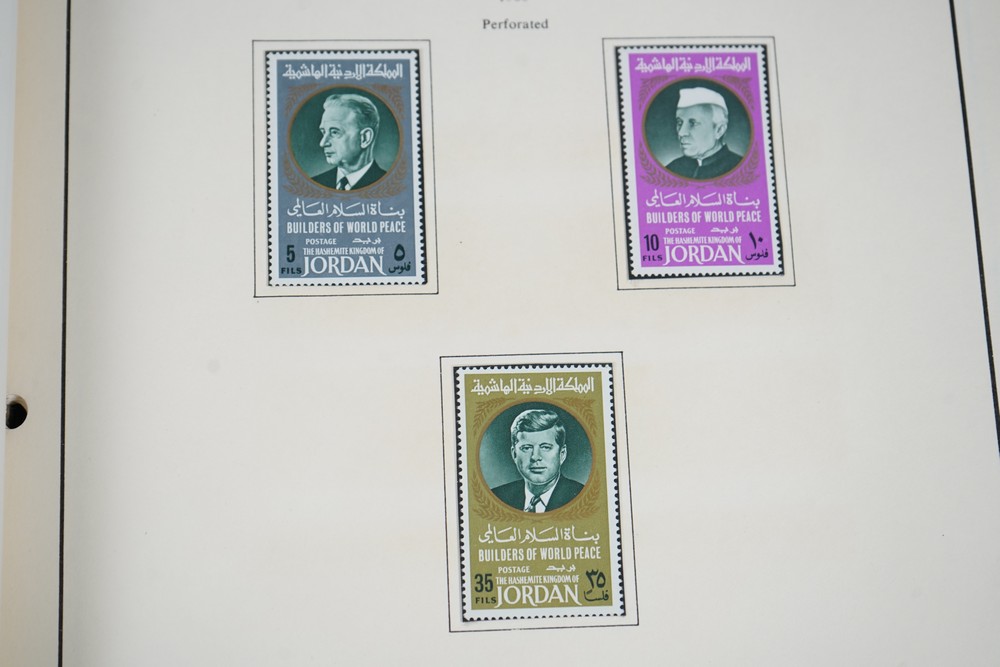 Perforated
المملكة الاردنية الهاشمية
بناة السلام العالمي
BUILDERS OF WORLD PEACE
POSTAGE بريد
5 THE HASHEMITE KINGDOM OF ٥
FILS JORDAN فلوس
المملكة الاردنية الهاشمية
بناة السلام العالمي
BUILDERS OF WORLD PEACE
POSTAGE بريد
10 THE HASHEMITE KINGDOM OF ١٠
FILS JORDAN فلوس
المملكة الاردنية الهاشمية
بناة السلام العالمي
BUILDERS OF WORLD PEACE
POSTAGE بريد
35 THE HASHEMITE KINGDOM OF ٣٥
FILS JORDAN فلسا